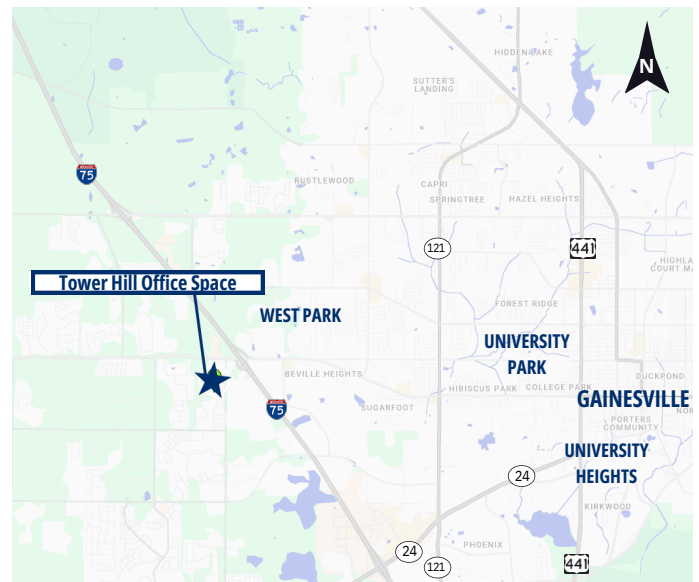 HIDDEN LAKE
N
SUTTER'S
LANDING
75
RUSTLEWOOD
CAPRI
SPRINGTREE
HAZEL HEIGHTS
121
441
HIGHLAN
COURT MA
Tower Hill Office Space
WEST PARK
FOREST RIDGE
UNIVERSITY
PARK
BEVILLE HEIGHTS
DUCKPOND
HIBISCUS PARK
COLLEGE PARK
GAINESVILLE
75
SUGARFOOT
NOR
PORTERS
COMMUNITY
UNIVERSITY
HEIGHTS
24
KIRKWOOD
PHOENIX
24
121
441